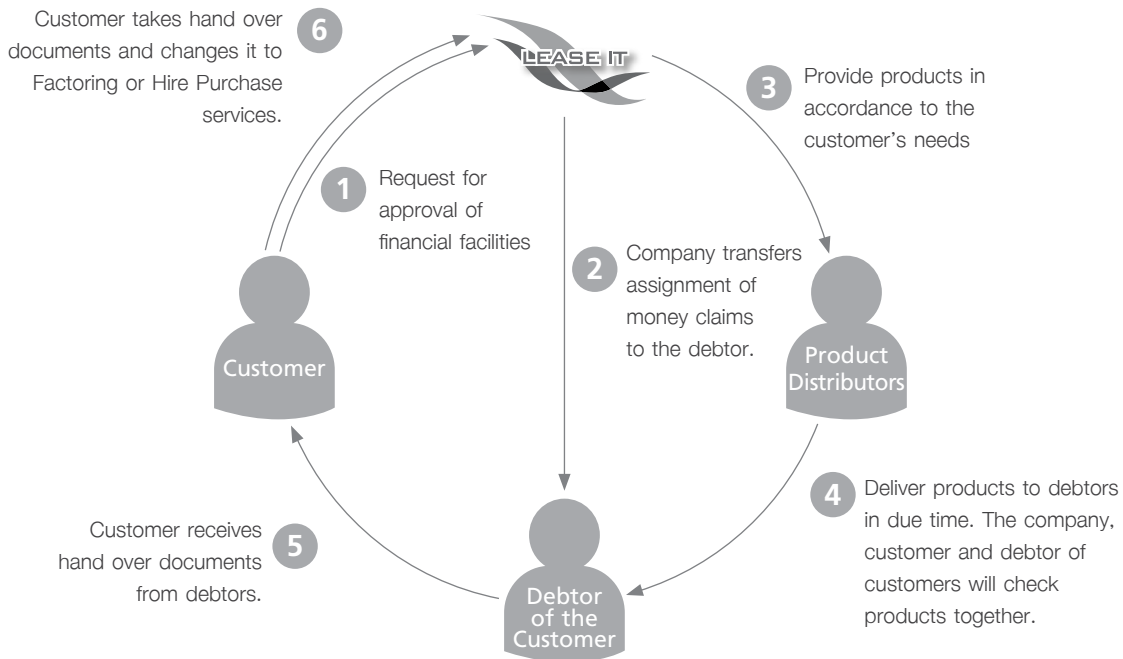 6
Customer takes hand over
documents and changes it to
Factoring or Hire Purchase
services.
LEASE IT
3
Provide products in
accordance to the
customer's needs
1
Request for
approval of
financial facilities
2
Company transfers
assignment of
money claims
to the debtor.
Customer
Product
Distributors
4
Deliver products to debtors
in due time. The company,
customer and debtor of
customers will check
products together.
5
Customer receives
hand over documents
from debtors.
Debtor
of the
Customer